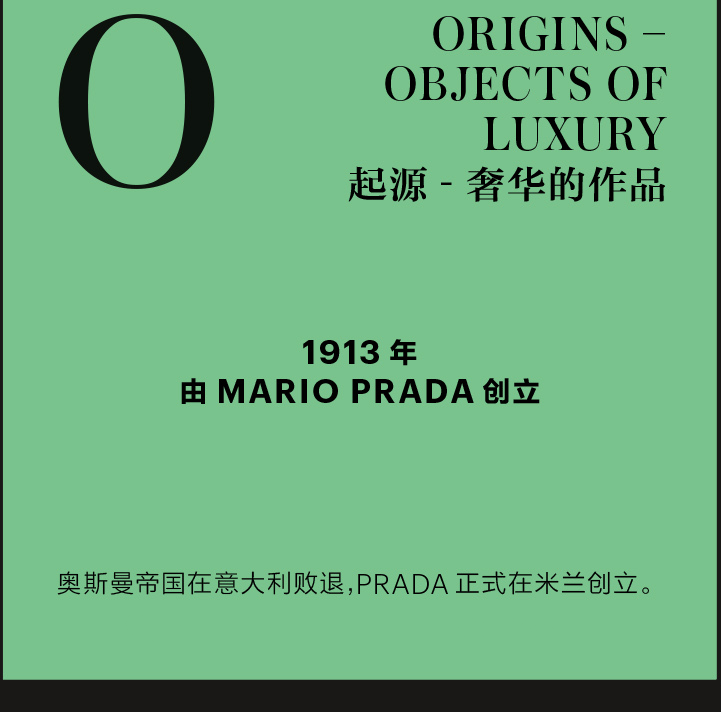 O
ORIGINS –
OBJECTS OF
LUXURY
起源 - 奢华的作品
1913 年
由 MARIO PRADA 创立
奥斯曼帝国在意大利败退,PRADA 正式在米兰创立。